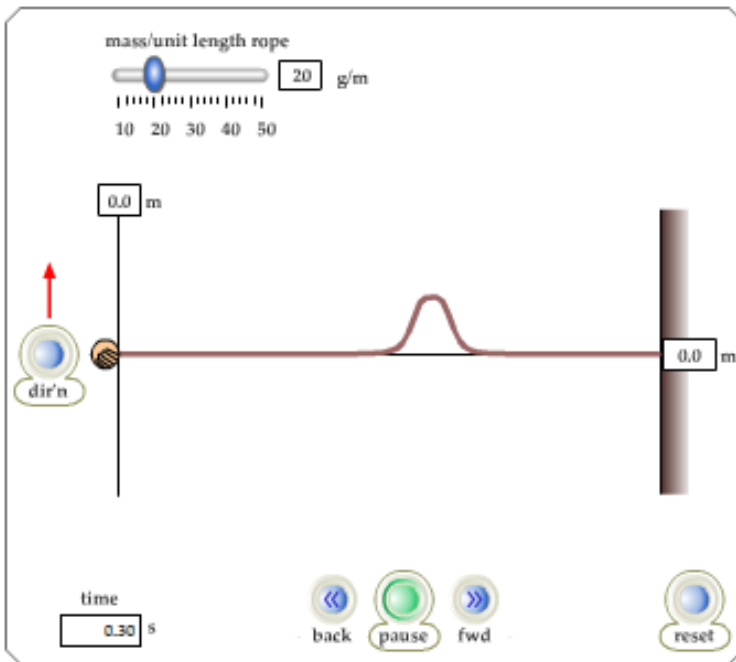 mass/unit length rope
20 g/m
10 20 30 40 50
0.0 m
0.0 m
dir'n
time
0.30 s
back pause fwd
reset